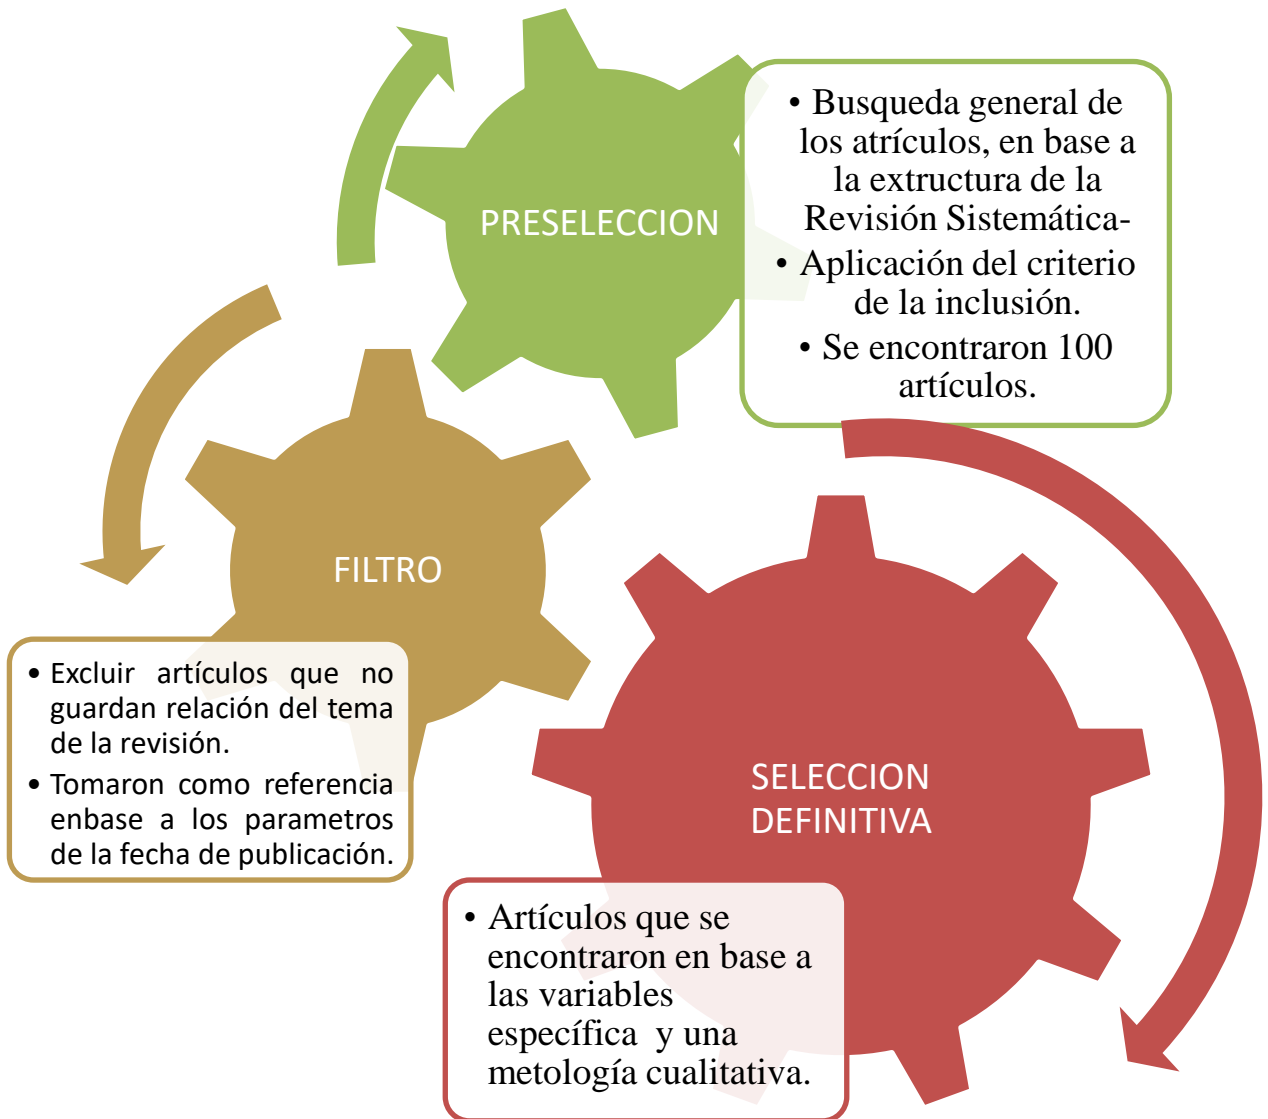 PRESELECCION
• Busqueda general de
los atrículos, en base a
la extructura de la
Revisión Sistemática-
• Aplicación del criterio
de la inclusión.
• Se encontraron 100
artículos.
FILTRO
• Excluir artículos que no
guardan relación del tema
de la revisión.
• Tomaron como referencia
enbase a los parametros
de la fecha de publicación.
SELECCION
DEFINITIVA
• Artículos que se
encontraron en base a
las variables
específica y una
metología cualitativa.